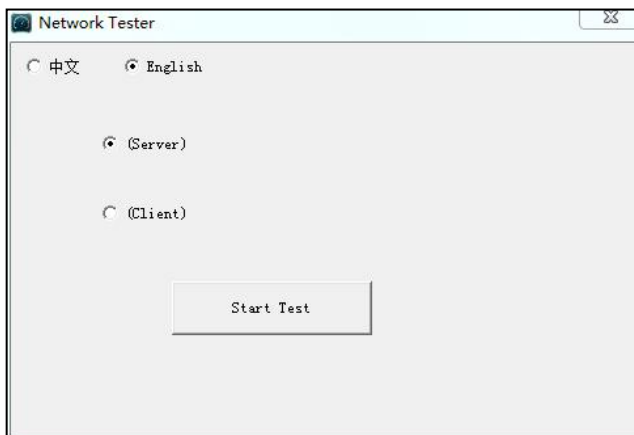 Network Tester
中文 English
(Server)
(Client)
Start Test